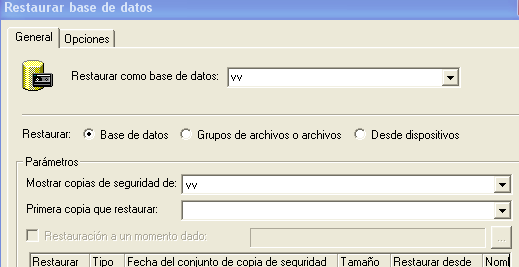 Restaurar base de datos
General Opciones
Restaurar como base de datos: vv
Restaurar: Base de datos Grupos de archivos o archivos Desde dispositivos
Parámetros
Mostrar copias de seguridad de: vv
Primera copia que restaurar:
Restauración a un momento dado: ...
Restaurar Tipo Fecha del conjunto de copia de seguridad Tamaño Restaurar desde Nom